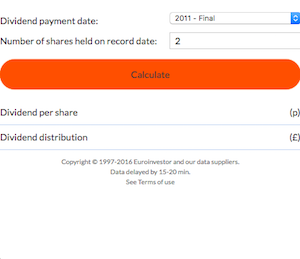 Dividend payment date:
2011 - Final
Number of shares held on record date:
2
Calculate
Dividend per share
(p)
Dividend distribution
(£)
Copyright © 1997-2016 Euroinvestor and our data suppliers.
Data delayed by 15-20 min.
See Terms of use